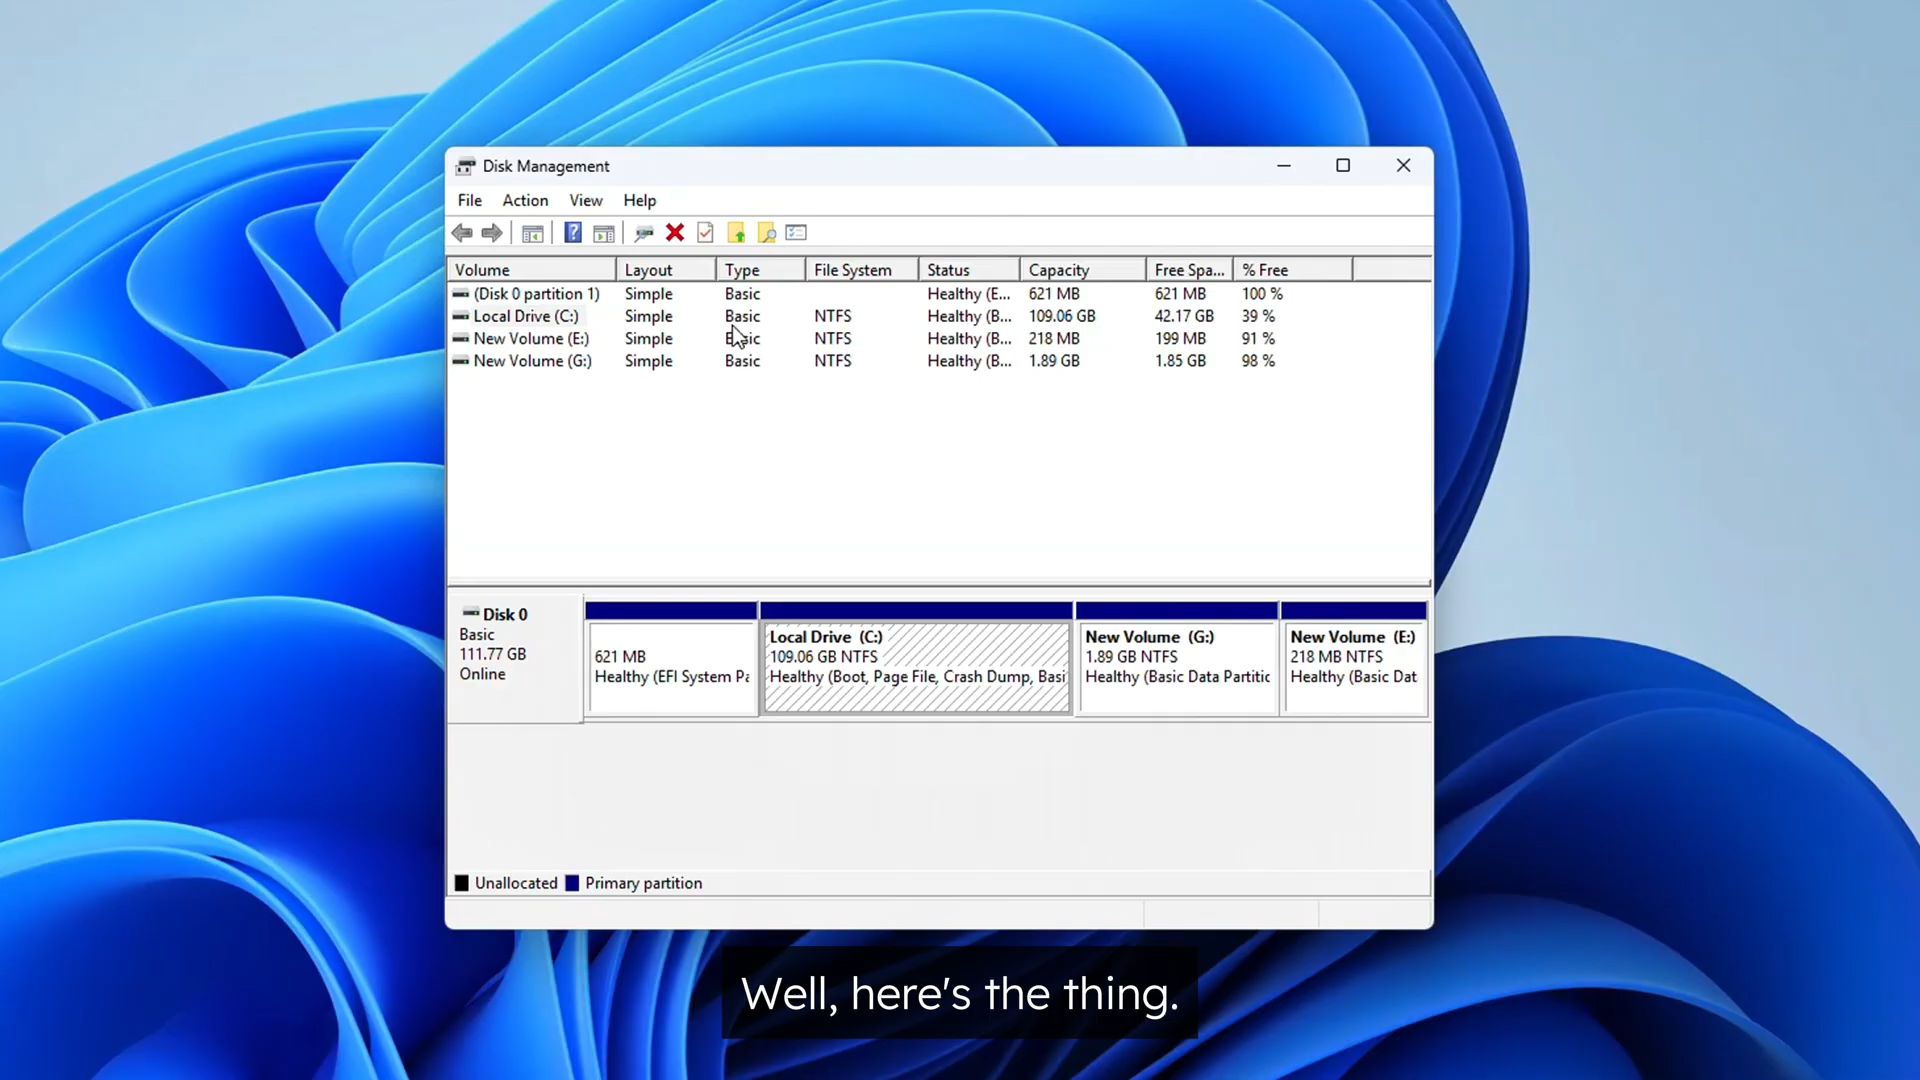 Disk Management
File Action View Help
Volume Layout Type File System Status Capacity Free Spa... % Free
(Disk 0 partition 1) Simple Basic Healthy (E... 621 MB 621 MB 100 %
Local Drive (C:) Simple Basic NTFS Healthy (B... 109.06 GB 42.17 GB 39 %
New Volume (E:) Simple Basic NTFS Healthy (B... 218 MB 199 MB 91 %
New Volume (G:) Simple Basic NTFS Healthy (B... 1.89 GB 1.85 GB 98 %
Disk 0
Basic
111.77 GB
Online
621 MB
Healthy (EFI System Pa
Local Drive (C:)
109.06 GB NTFS
Healthy (Boot, Page File, Crash Dump, Basi
New Volume (G:)
1.89 GB NTFS
Healthy (Basic Data Partitic
New Volume (E:)
218 MB NTFS
Healthy (Basic Dat
Unallocated Primary partition
Well, here's the thing.